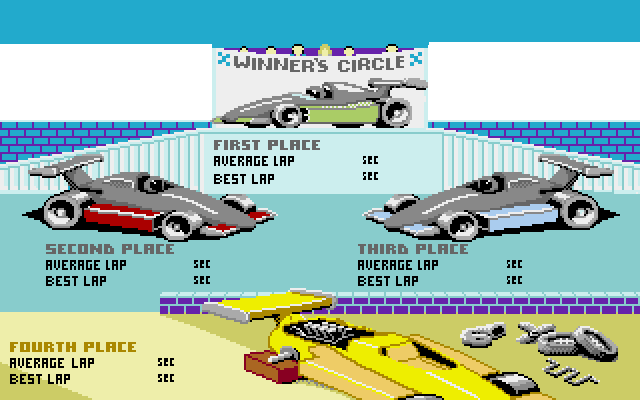 WINNER'S CIRCLE
FIRST PLACE
AVERAGE LAP SEC
BEST LAP SEC
SECOND PLACE
AVERAGE LAP SEC
BEST LAP SEC
THIRD PLACE
AVERAGE LAP SEC
BEST LAP SEC
FOURTH PLACE
AVERAGE LAP SEC
BEST LAP SEC